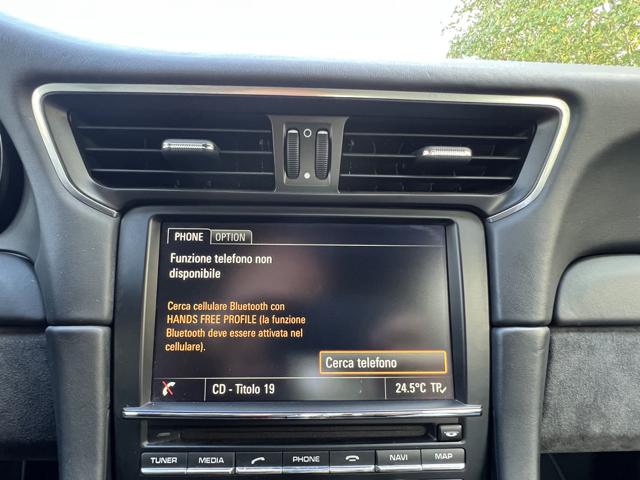 PHONE OPTION
Funzione telefono non
disponibile
Cerca cellulare Bluetooth con
HANDS FREE PROFILE (la funzione
Bluetooth deve essere attivata nel
cellulare).
Cerca telefono
CD - Titolo 19 24.5°C TP
TUNER MEDIA PHONE NAVI MAP